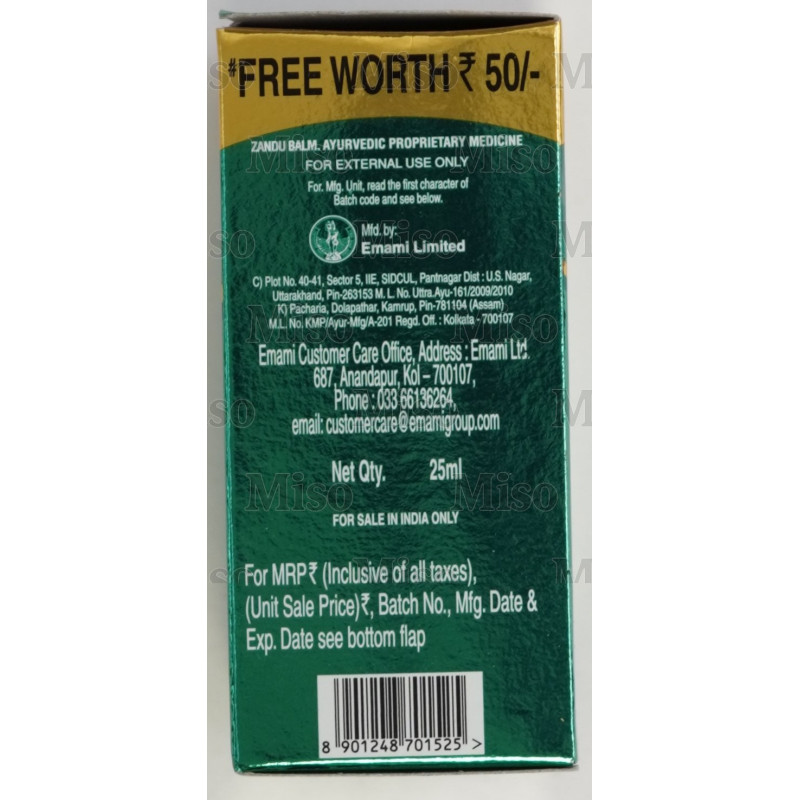 #FREE WORTH ₹ 50/-
ZANDU BALM. AYURVEDIC PROPRIETARY MEDICINE
FOR EXTERNAL USE ONLY
For. Mfg. Unit, read the first character of
Batch code and see below.
Mfd. by:
Emami Limited
C) Plot No. 40-41, Sector 5, IIE, SIDCUL, Pantnagar Dist : U.S. Nagar,
Uttarakhand, Pin-263153 M. L. No. Uttra.Ayu-161/2009/2010
K) Pacharia, Dolapathar, Kamrup, Pin-781104 (Assam)
M.L. No. KMP/Ayur-Mfg/A-201 Regd. Off. : Kolkata - 700107
Emami Customer Care Office, Address : Emami Ltd.
687, Anandapur, Kol – 700107,
Phone : 033 66136264,
email: customercare@emamigroup.com
Net Qty. 25ml
FOR SALE IN INDIA ONLY
For MRP₹ (Inclusive of all taxes),
(Unit Sale Price)₹, Batch No., Mfg. Date &
Exp. Date see bottom flap
8 901248 701525 >
Miso